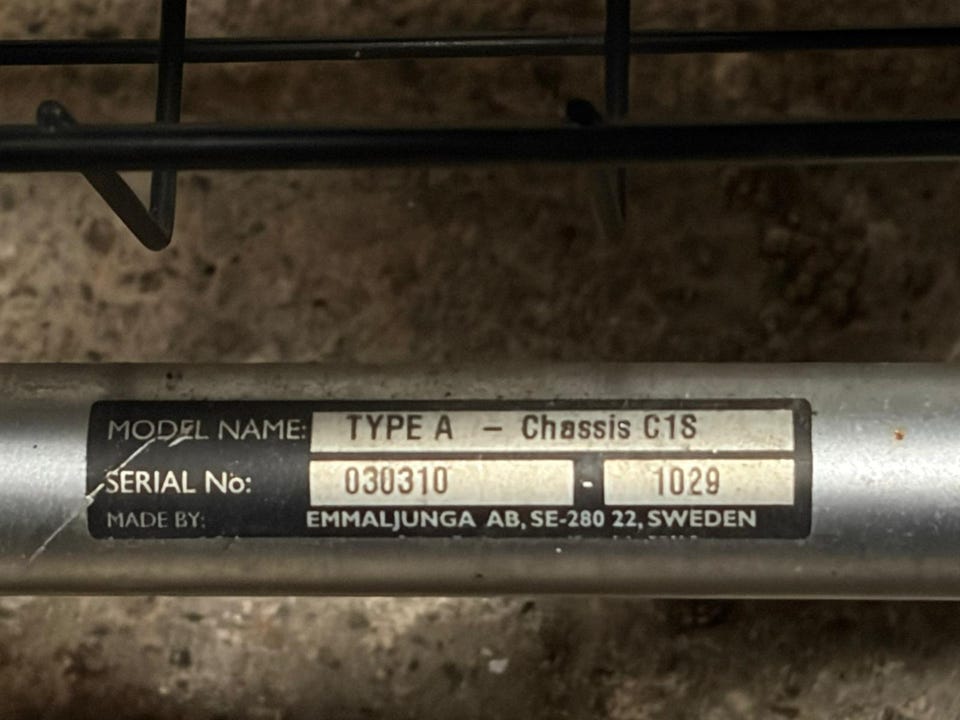 MODEL NAME: TYPE A - Chassis C1S
SERIAL No: 030310 - 1029
MADE BY: EMMALJUNGA AB, SE-280 22, SWEDEN